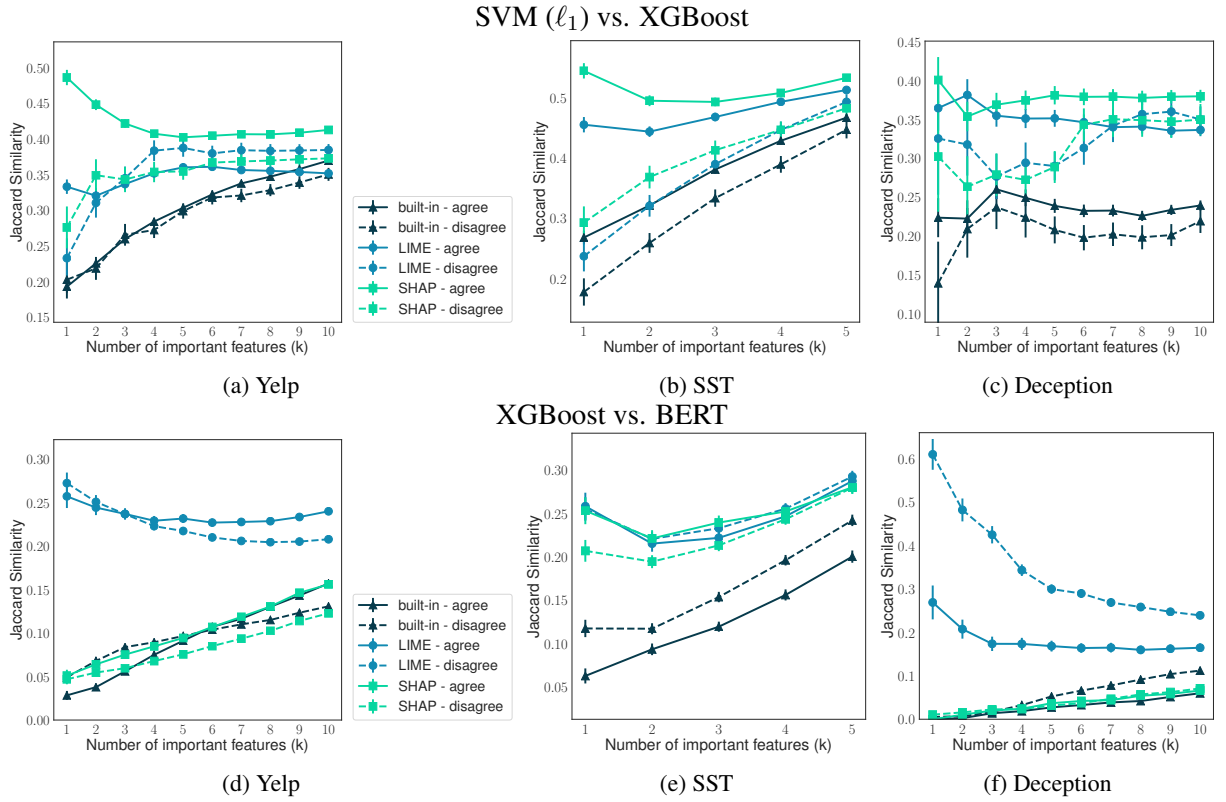 SVM (ℓ1) vs. XGBoost
Jaccard Similarity
0.50
0.45
0.40
0.35
0.30
0.25
0.20
0.15
1 2 3 4 5 6 7 8 9 10
Number of important features (k)
(a) Yelp
built-in - agree
built-in - disagree
LIME - agree
LIME - disagree
SHAP - agree
SHAP - disagree
Jaccard Similarity
0.5
0.4
0.3
0.2
1 2 3 4 5
Number of important features (k)
(b) SST
Jaccard Similarity
0.45
0.40
0.35
0.30
0.25
0.20
0.15
0.10
1 2 3 4 5 6 7 8 9 10
Number of important features (k)
(c) Deception
XGBoost vs. BERT
Jaccard Similarity
0.30
0.25
0.20
0.15
0.10
0.05
0.00
1 2 3 4 5 6 7 8 9 10
Number of important features (k)
(d) Yelp
built-in - agree
built-in - disagree
LIME - agree
LIME - disagree
SHAP - agree
SHAP - disagree
Jaccard Similarity
0.30
0.25
0.20
0.15
0.10
0.05
1 2 3 4 5
Number of important features (k)
(e) SST
Jaccard Similarity
0.6
0.5
0.4
0.3
0.2
0.1
0.0
1 2 3 4 5 6 7 8 9 10
Number of important features (k)
(f) Deception